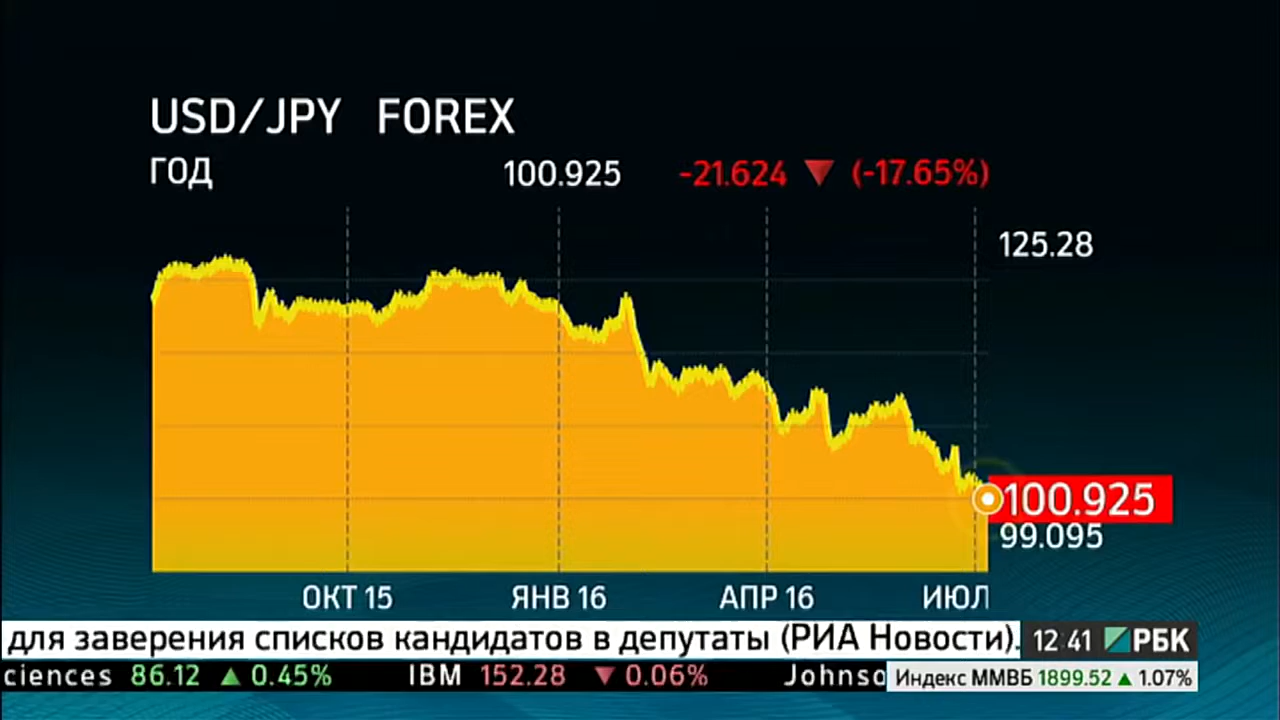 USD/JPY FOREX
ГОД 100.925 -21.624 ▼ (-17.65%)
125.28
100.925
99.095
ОКТ 15 ЯНВ 16 АПР 16 ИЮЛ
для заверения списков кандидатов в депутаты (РИА Новости). 12 41 РБК
ciences 86.12 ▲ 0.45% IBM 152.28 ▼ 0.06% Johnso Индекс ММВБ 1899.52 ▲ 1.07%